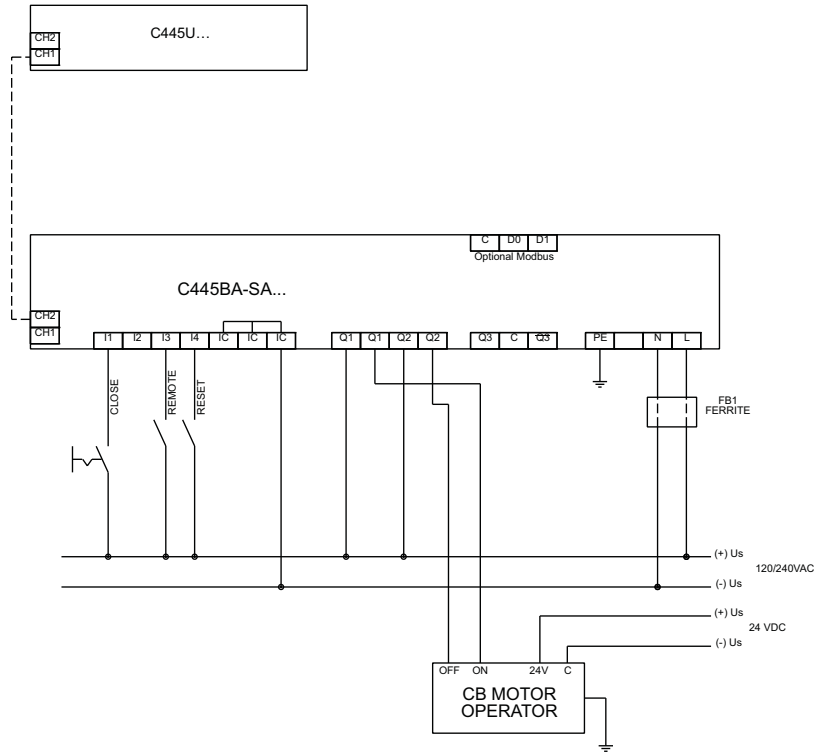 C445U...
CH2
CH1
C D0 D1
Optional Modbus
C445BA-SA...
CH2
CH1
I1 I2 I3 I4 IC IC IC Q1 Q1 Q2 Q2 Q3 C Q3 PE N L
CLOSE
REMOTE
RESET
FB1
FERRITE
(+) Us
120/240VAC
(-) Us
(+) Us
24 VDC
(-) Us
OFF ON 24V C
CB MOTOR
OPERATOR